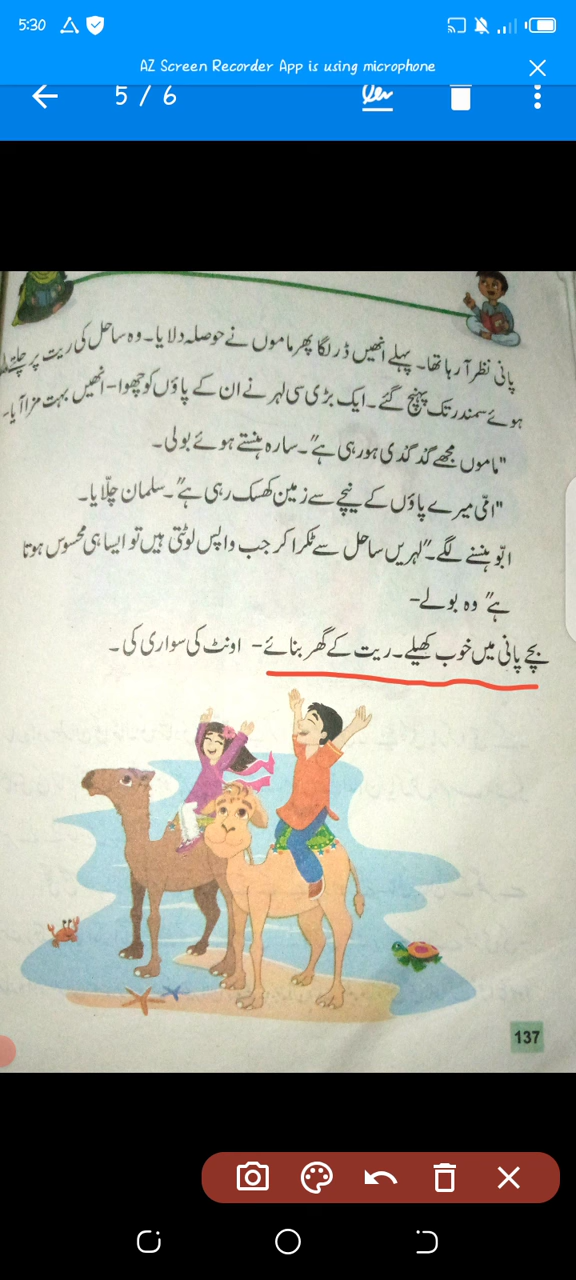 5:30
AZ Screen Recorder App is using microphone
5 / 6
پانی نظر آ رہا تھا۔ پہلے انھیں ڈر لگا پھر ماموں نے حوصلہ دلایا۔ وہ ساحل کی ریت پر چلتے
ہوئے سمندر تک پہنچ گئے۔ ایک بڑی سی لہر نے ان کے پاؤں کو چھوا- انھیں بہت مزا آیا۔
"ماموں مجھے گُدگُدی ہو رہی ہے"۔ سارہ ہنستے ہوئے بولی۔
"امّی میرے پاؤں کے نیچے سے زمین کھسک رہی ہے"۔ سلمان چلّایا۔
ابّو ہنسنے لگے۔ "لہریں ساحل سے ٹکرا کر جب واپس لوٹتی ہیں تو ایسا ہی محسوس ہوتا
ہے" وہ بولے-
بچے پانی میں خوب کھیلے۔ ریت کے گھر بنائے- اونٹ کی سواری کی۔
137